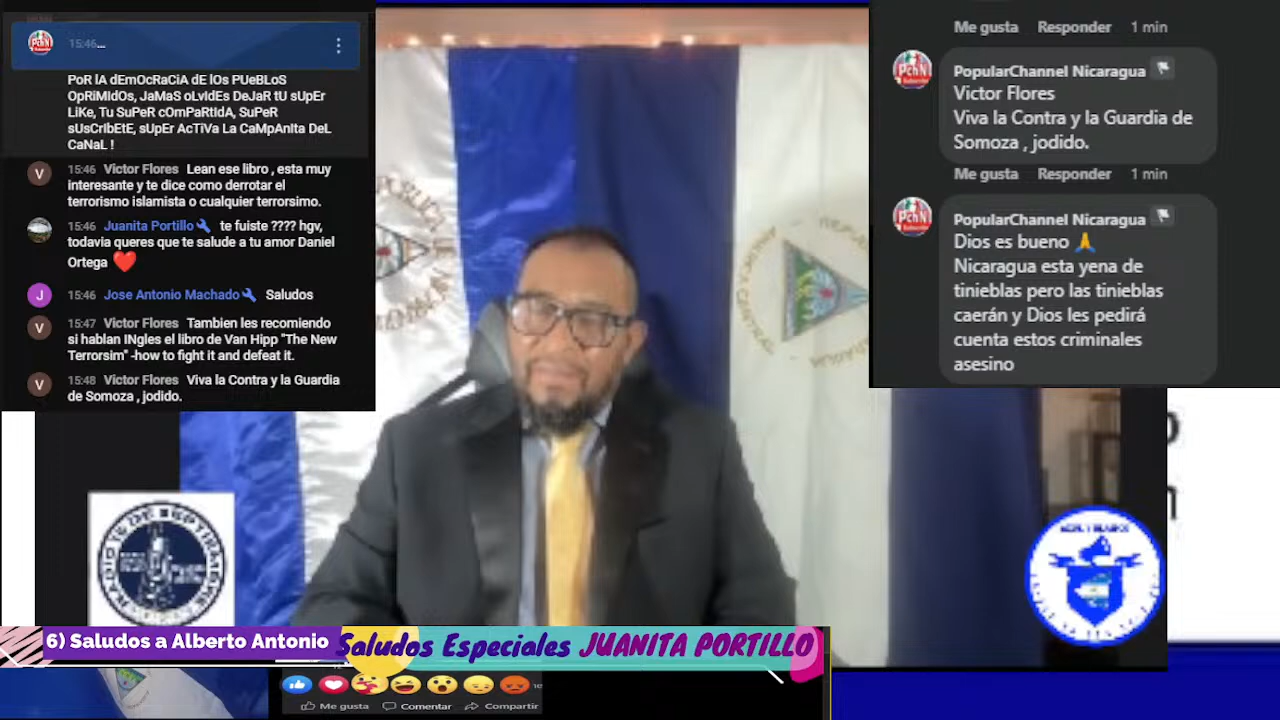 15:46...
PoR lA dEmOcRaCiA dE lOs PUeBLoS
OpRiMIdOs, JaMaS oLvIdEs DeJaR tU sUpEr
LiKe, Tu SuPeR cOmPaRtIdA, SuPeR
sUsCrIbEtE, sUpEr AcTiVa La CaMpAnIta DeL
CaNaL !
15:46 Victor Flores Lean ese libro , esta muy
interesante y te dice como derrotar el
terrorismo islamista o cualquier terrorsimo.
15:46 Juanita Portillo te fuiste ???? hgv,
todavia queres que te salude a tu amor Daniel
Ortega ❤️
15:46 Jose Antonio Machado Saludos
15:47 Victor Flores Tambien les recomiendo
si hablan INgles el libro de Van Hipp "The New
Terrorsim" -how to fight it and defeat it.
15:48 Victor Flores Viva la Contra y la Guardia
de Somoza , jodido.
Me gusta Responder 1 min
PopularChannel Nicaragua
Victor Flores
Viva la Contra y la Guardia de
Somoza , jodido.
Me gusta Responder 1 min
PopularChannel Nicaragua
Dios es bueno 🙏
Nicaragua esta yena de
tinieblas pero las tinieblas
caerán y Dios les pedirá
cuenta estos criminales
asesino
6) Saludos a Alberto Antonio
Saludos Especiales JUANITA PORTILLO
Me gusta Comentar Compartir